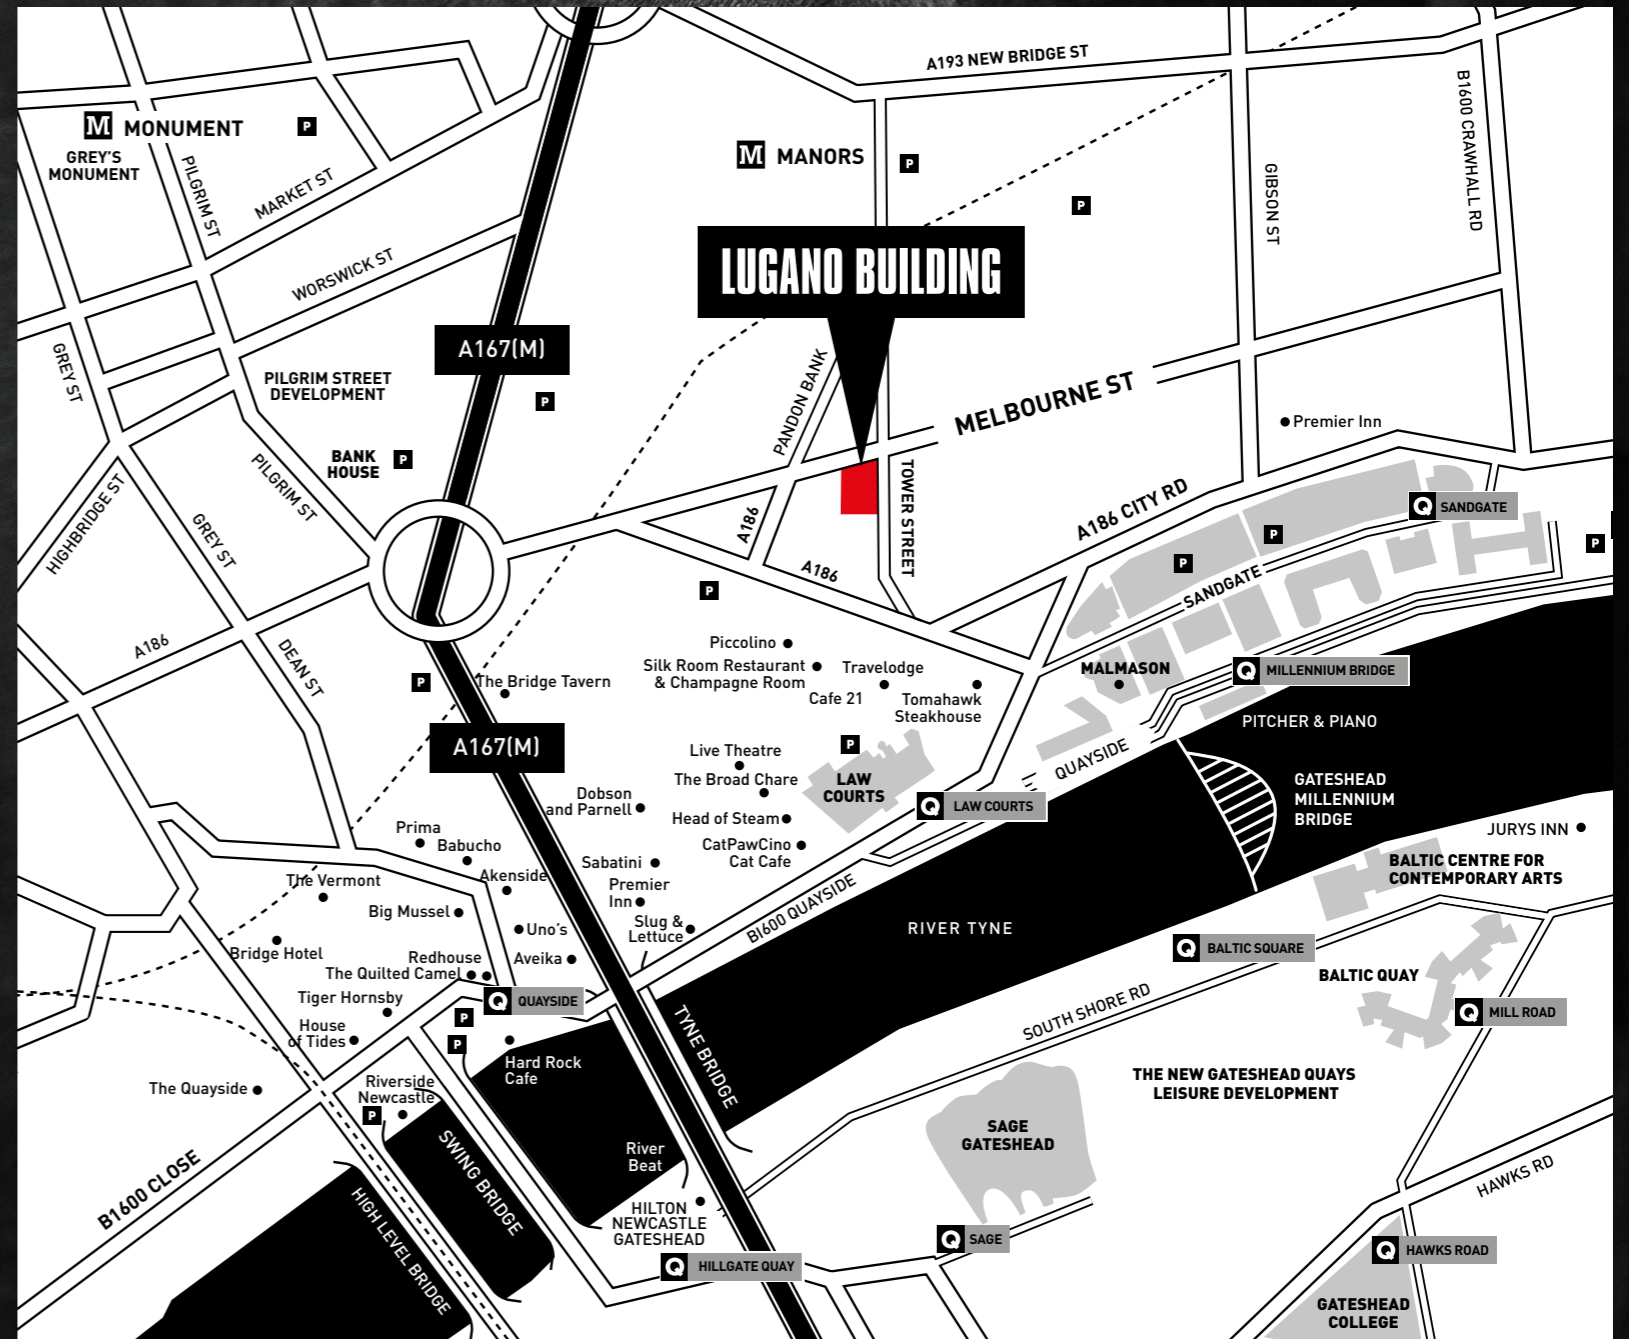 A193 NEW BRIDGE ST
B1600 CRAWHALL RD
M MONUMENT
GREY'S
MONUMENT
P
PILGRIM ST
MARKET ST
M MANORS
P
P
GIBSON ST
WORSWICK ST
LUGANO BUILDING
A167(M)
GREY ST
PILGRIM STREET
DEVELOPMENT
P
PANDON BANK
MELBOURNE ST
Premier Inn
BANK
HOUSE
P
PILGRIM ST
HIGHBRIDGE ST
GREY ST
A186
TOWER STREET
A186 CITY RD
Q SANDGATE
P
P
P
A186
P
SANDGATE
A186
DEAN ST
P
The Bridge Tavern
Piccolino
Silk Room Restaurant
& Champagne Room
Travelodge
Cafe 21
Tomahawk
Steakhouse
MALMASON
Q MILLENNIUM BRIDGE
PITCHER & PIANO
A167(M)
Live Theatre
The Broad Chare
P
LAW
COURTS
QUAYSIDE
GATESHEAD
MILLENNIUM
BRIDGE
Dobson
and Parnell
Head of Steam
Q LAW COURTS
JURYS INN
Prima
Babucho
CatPawCino
Cat Cafe
Sabatini
BALTIC CENTRE FOR
CONTEMPORARY ARTS
The Vermont
Akenside
Premier
Inn
Big Mussel
Uno's
Slug &
Lettuce
B1600 QUAYSIDE
RIVER TYNE
Bridge Hotel
Redhouse
Aveika
The Quilted Camel
Q BALTIC SQUARE
BALTIC QUAY
Tiger Hornsby
Q QUAYSIDE
P
TYNE BRIDGE
SOUTH SHORE RD
Q MILL ROAD
House
of Tides
P
Hard Rock
Cafe
The Quayside
Riverside
Newcastle
P
THE NEW GATESHEAD QUAYS
LEISURE DEVELOPMENT
SAGE
GATESHEAD
SWING BRIDGE
River
Beat
B1600 CLOSE
HIGH LEVEL BRIDGE
HILTON
NEWCASTLE
GATESHEAD
HAWKS RD
Q SAGE
Q HILLGATE QUAY
Q HAWKS ROAD
GATESHEAD
COLLEGE